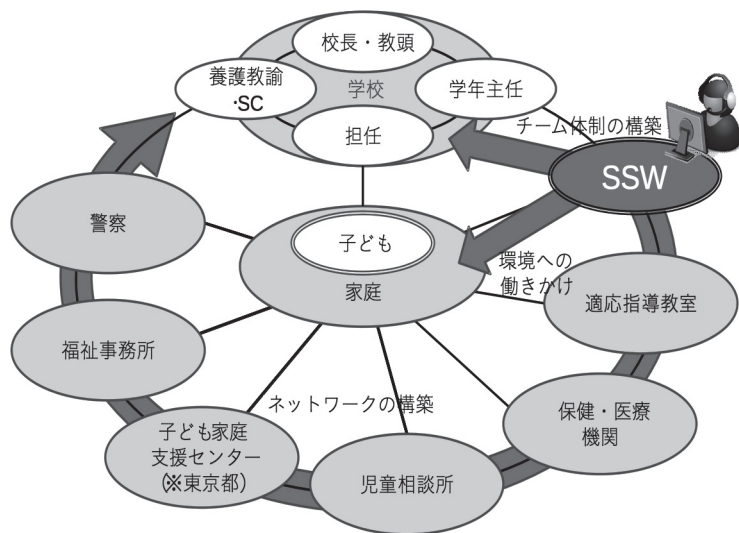 校長・教頭
養護教諭
・SC
学校
学年主任
担任
チーム体制の構築
SSW
警察
子ども
家庭
環境への
働きかけ
適応指導教室
福祉事務所
ネットワークの構築
保健・医療
機関
子ども家庭
支援センター
(※東京都)
児童相談所